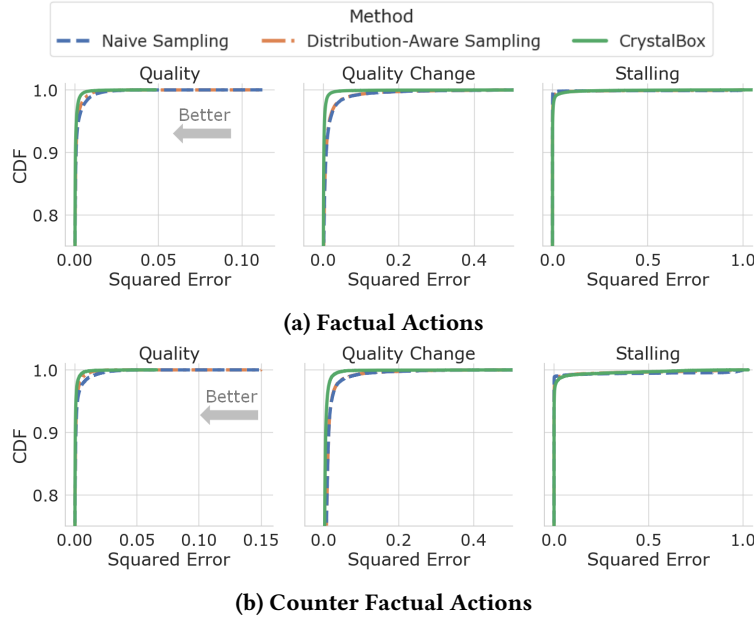 Method
Naive Sampling Distribution-Aware Sampling CrystalBox
Quality Quality Change Stalling
1.0
Better
0.9
CDF
0.8
0.00 0.05 0.10 0.0 0.2 0.4 0.0 0.5 1.0
Squared Error Squared Error Squared Error
(a) Factual Actions
Quality Quality Change Stalling
1.0
Better
0.9
CDF
0.8
0.00 0.05 0.10 0.15 0.0 0.2 0.4 0.0 0.5 1.0
Squared Error Squared Error Squared Error
(b) Counter Factual Actions